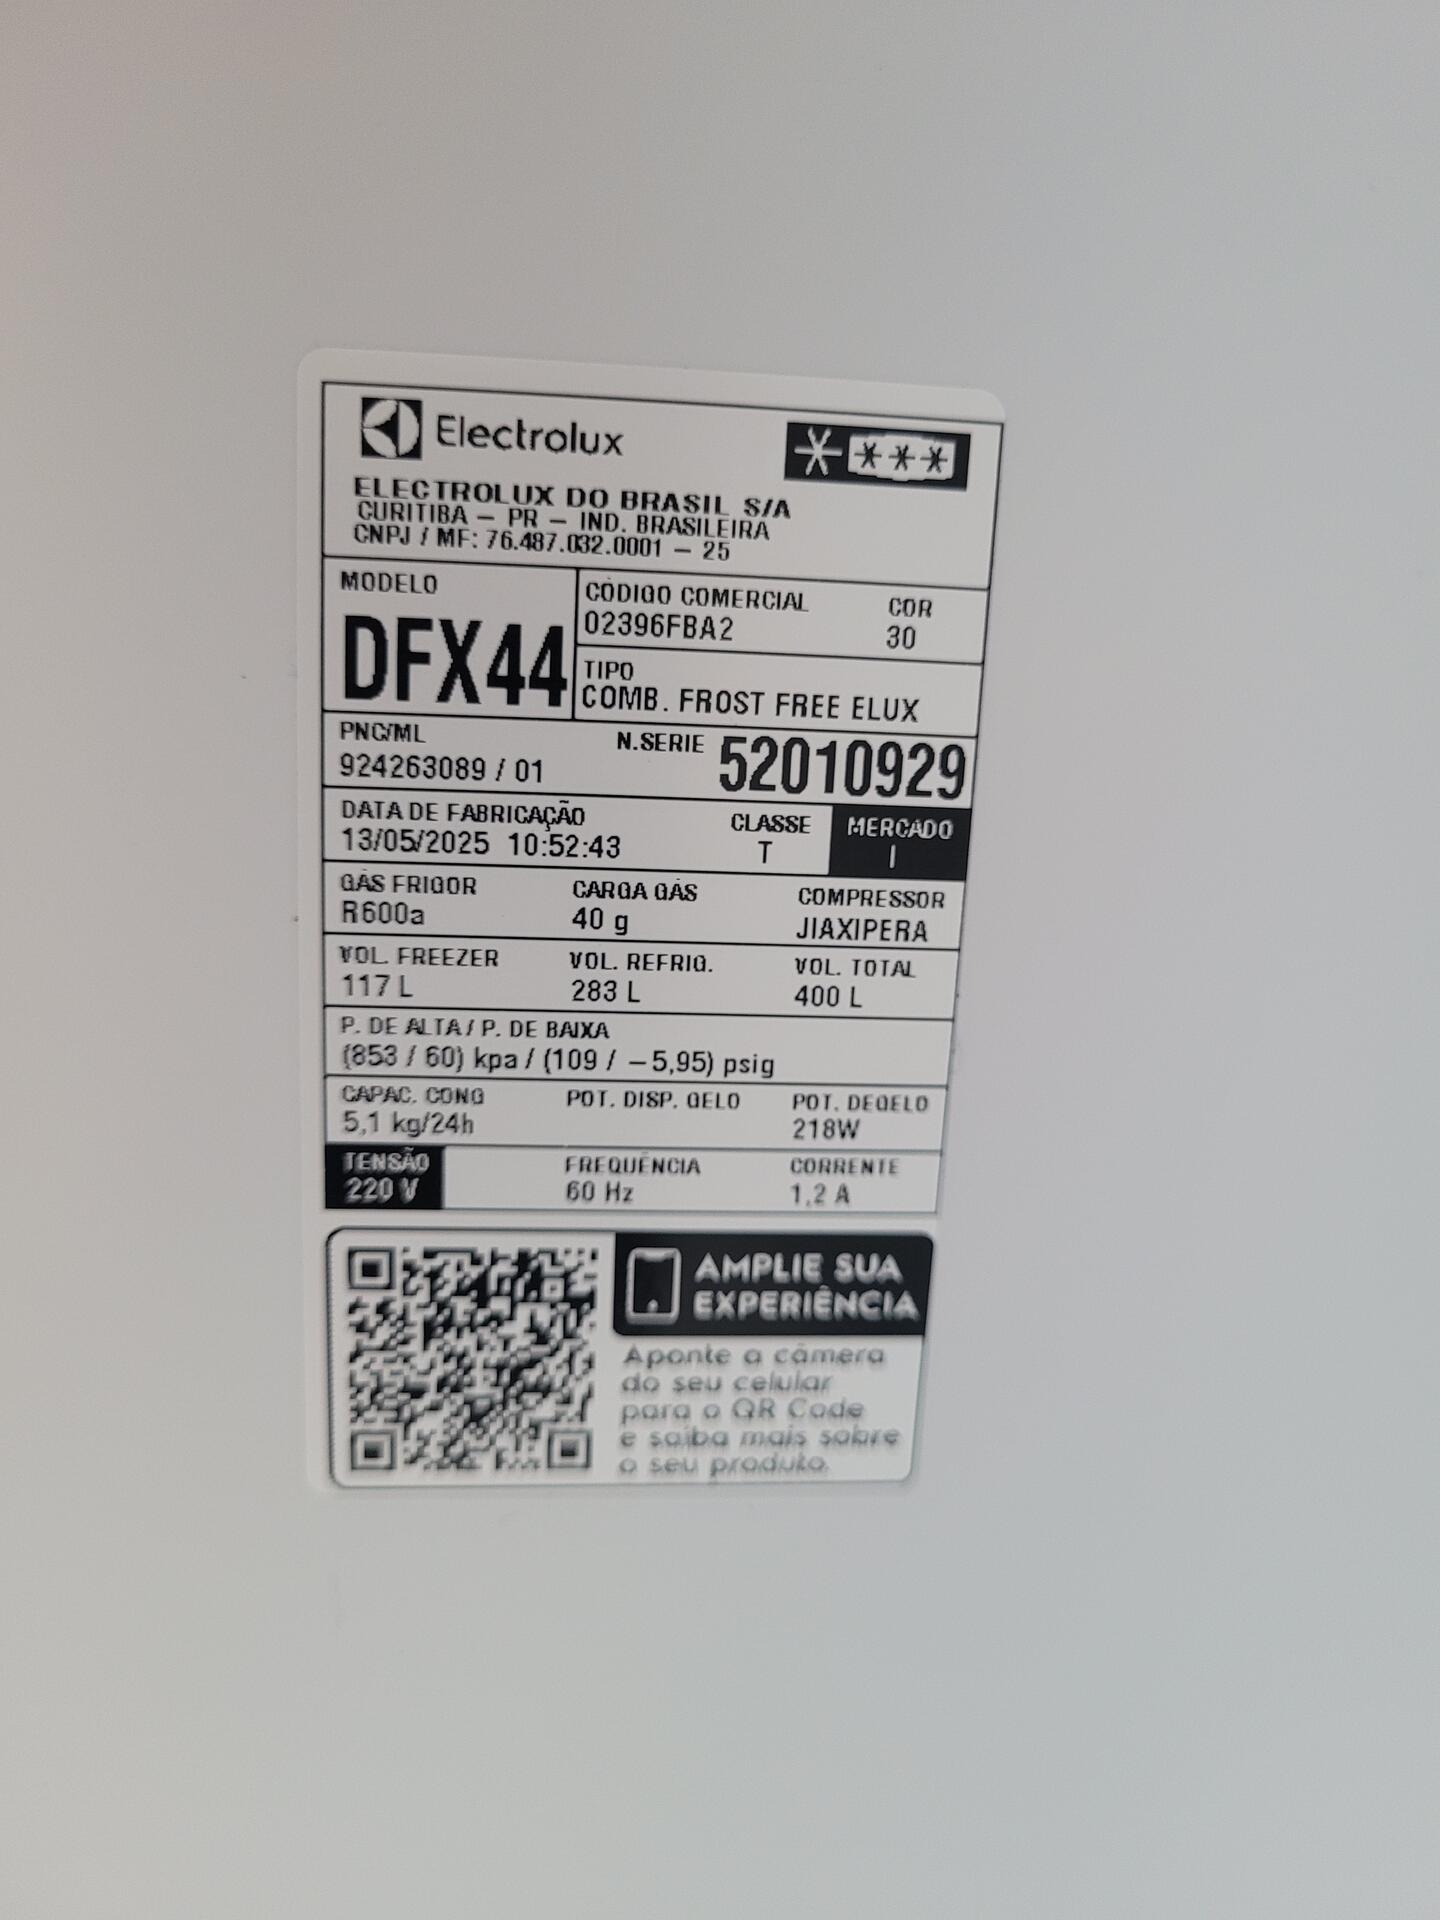 Electrolux
ELECTROLUX DO BRASIL S/A
CURITIBA – PR – IND. BRASILEIRA
CNPJ / MF: 76.487.032.0001 – 25
MODELO
DFX44
CÓDIGO COMERCIAL COR
02396FBA2 30
TIPO
COMB. FROST FREE ELUX
PNC/ML N.SERIE 52010929
924263089 / 01
DATA DE FABRICAÇÃO CLASSE MERCADO
13/05/2025 10:52:43 T I
GÁS FRIGOR CARGA GÁS COMPRESSOR
R600a 40 g JIAXIPERA
VOL. FREEZER VOL. REFRIG. VOL. TOTAL
117 L 283 L 400 L
P. DE ALTA / P. DE BAIXA
(853 / 60) kpa / (109 / –5,95) psig
CAPAC. CONG POT. DISP. GELO POT. DEGELO
5,1 kg/24h 218W
TENSÃO FREQUÊNCIA CORRENTE
220 V 60 Hz 1,2 A
AMPLIE SUA
EXPERIÊNCIA
Aponte a câmera
do seu celular
para o QR Code
e saiba mais sobre
o seu produto.